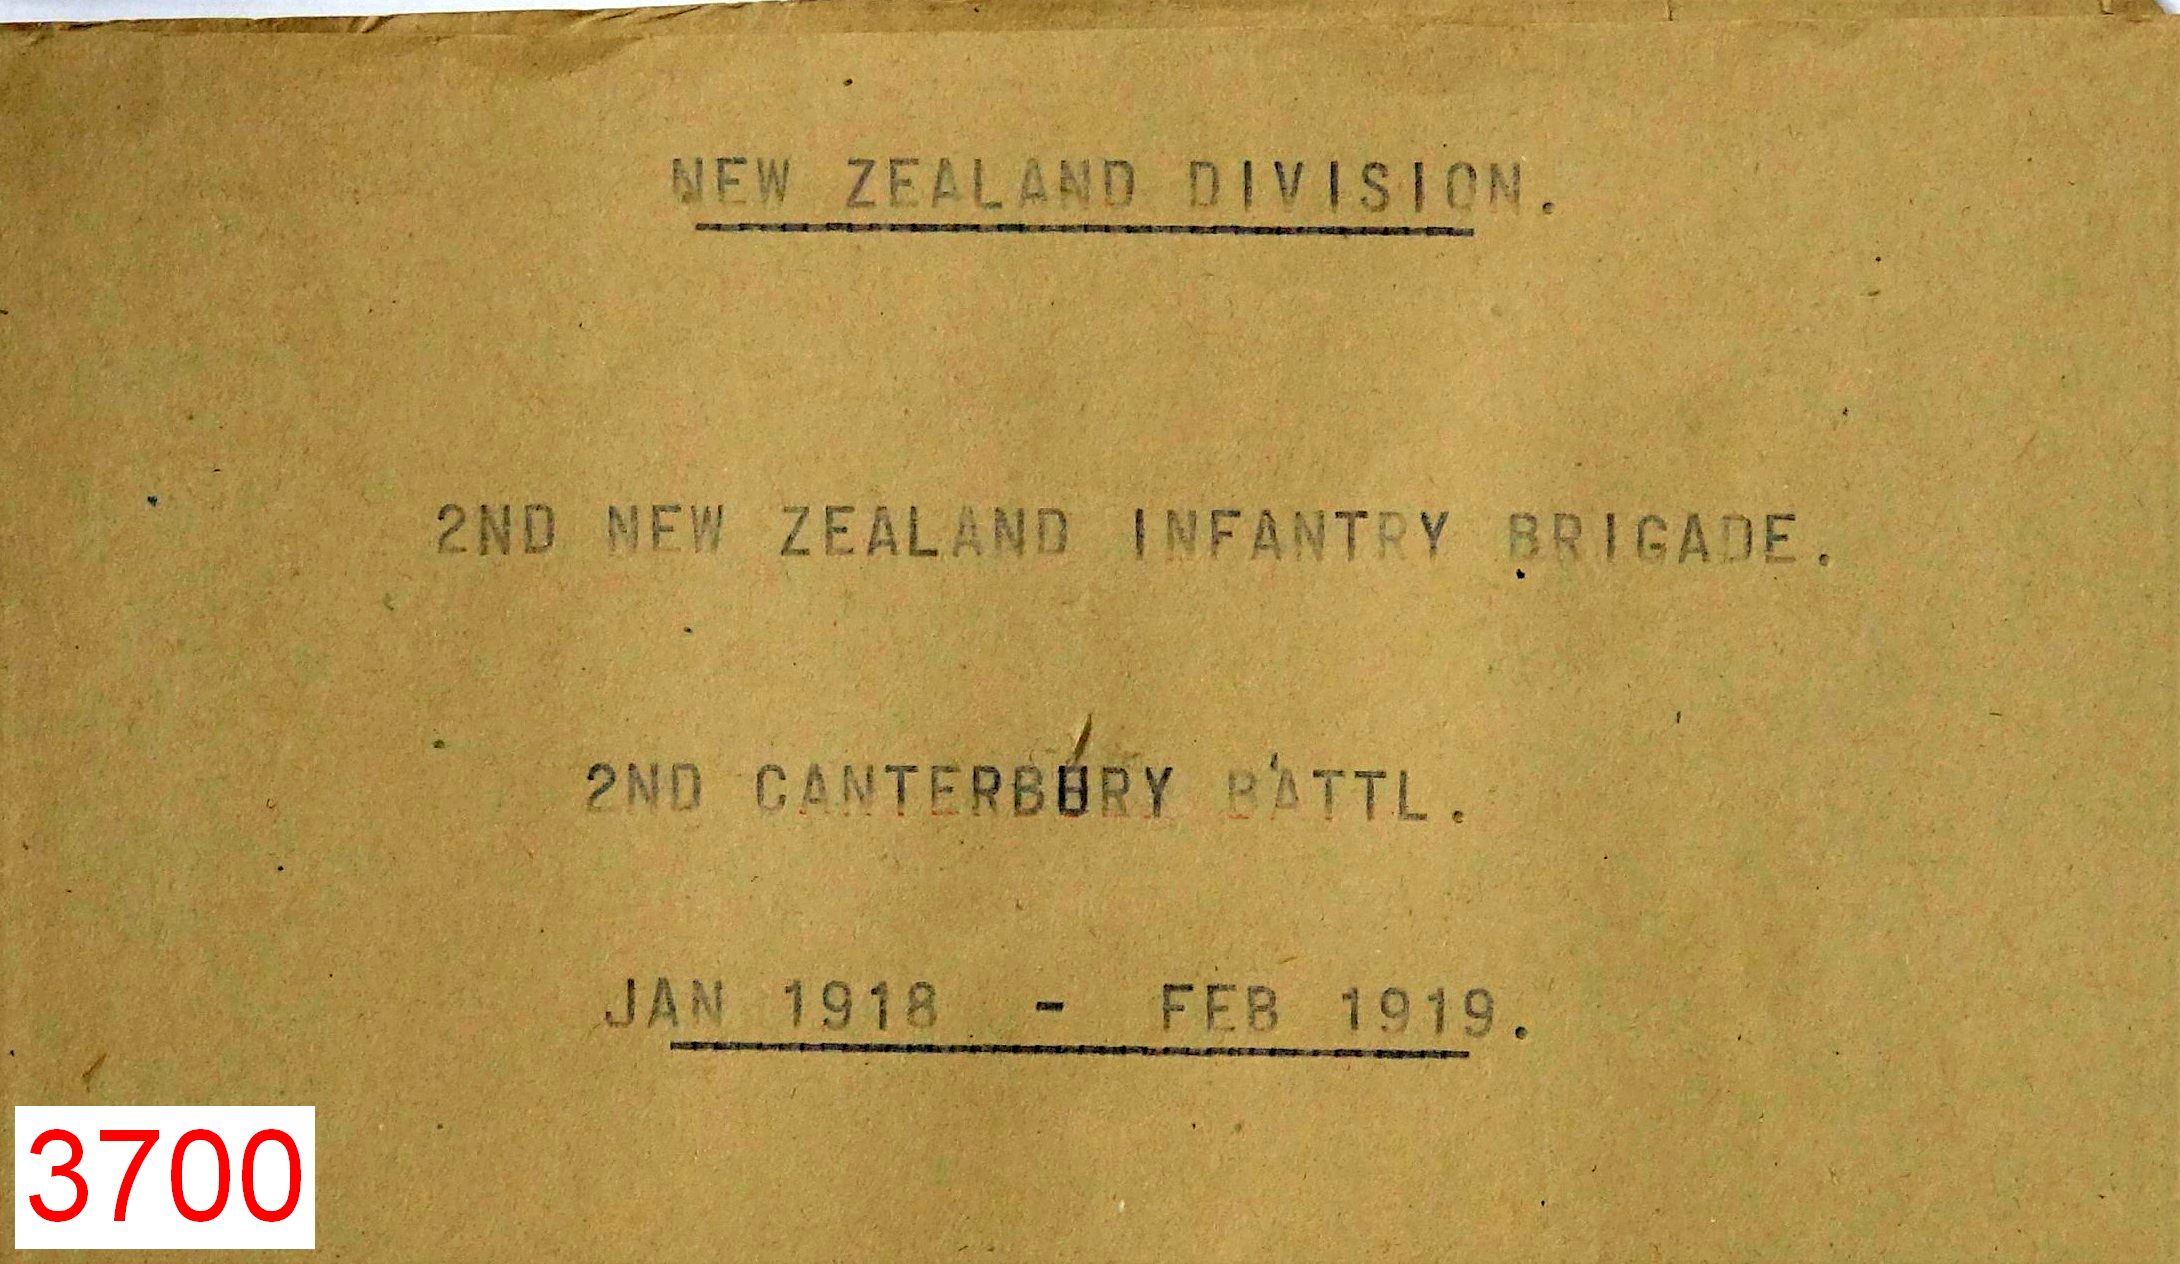 NEW ZEALAND DIVISION.
2ND NEW ZEALAND INFANTRY BRIGADE.
2ND CANTERBURY BATTL.
JAN 1918 - FEB 1919.
3700